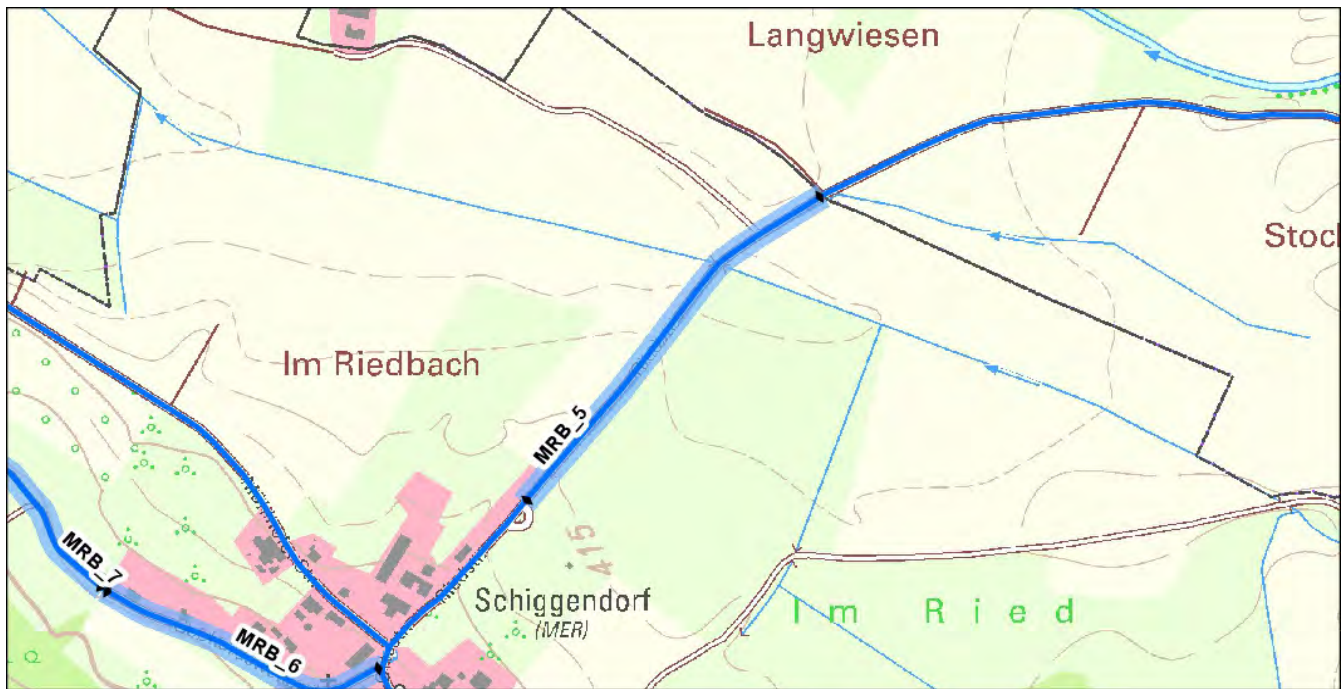 Langwiesen
Stoc
Im Riedbach
MRB_5
415
Schiggendorf
(MER)
Im Ried
MRB_7
MRB_6